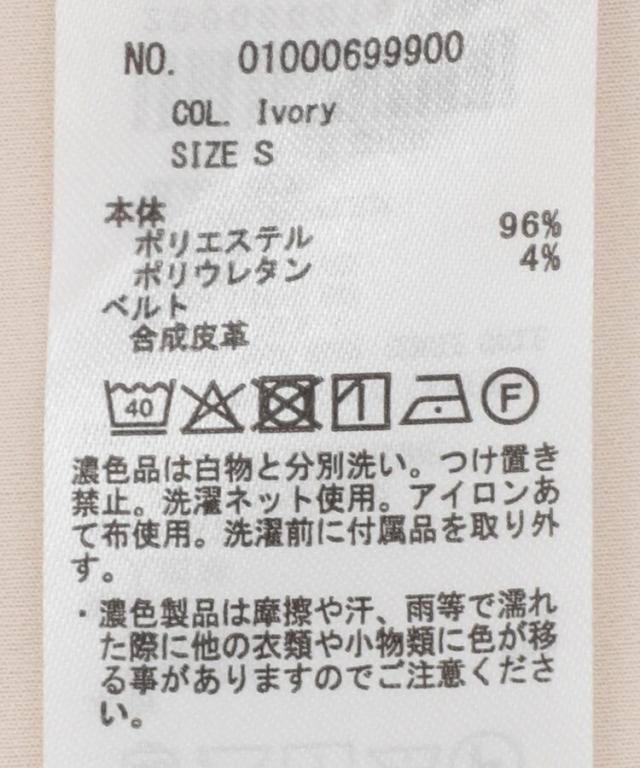 NO. 01000699900
COL. Ivory
SIZE S
本体
ポリエステル 96%
ポリウレタン 4%
ベルト
合成皮革
40 F
濃色品は白物と分別洗い。つけ置き
禁止。洗濯ネット使用。アイロンあ
て布使用。洗濯前に付属品を取り外
す。
・濃色製品は摩擦や汗、雨等で濡れ
た際に他の衣類や小物類に色が移
る事がありますのでご注意くださ
い。